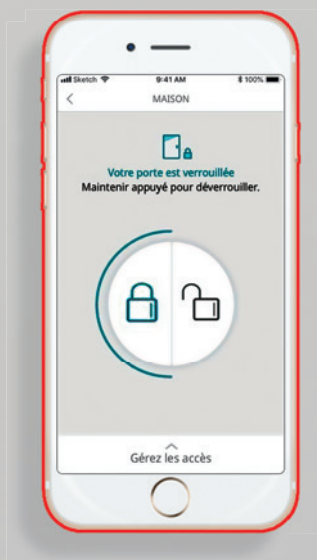 Sketch 9:41 AM 100%
MAISON
Votre porte est verrouillée
Maintenir appuyé pour déverrouiller.
Gérez les accès